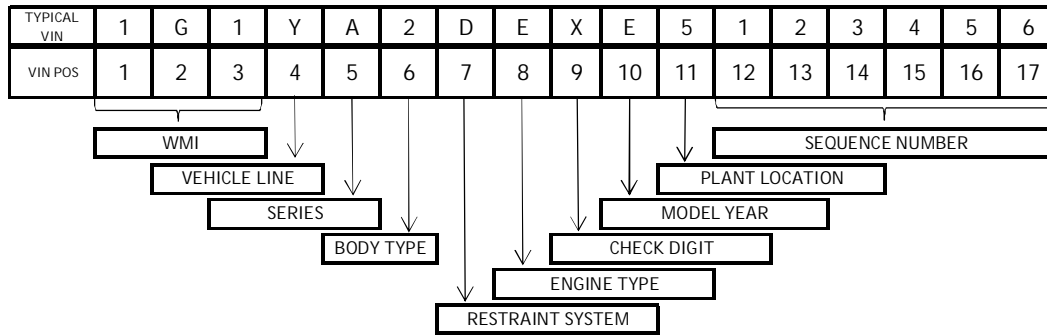 TYPICAL VIN 1 G 1 Y A 2 D E X E 5 1 2 3 4 5 6
VIN POS 1 2 3 4 5 6 7 8 9 10 11 12 13 14 15 16 17
WMI SEQUENCE NUMBER
VEHICLE LINE PLANT LOCATION
SERIES MODEL YEAR
BODY TYPE CHECK DIGIT
ENGINE TYPE
RESTRAINT SYSTEM